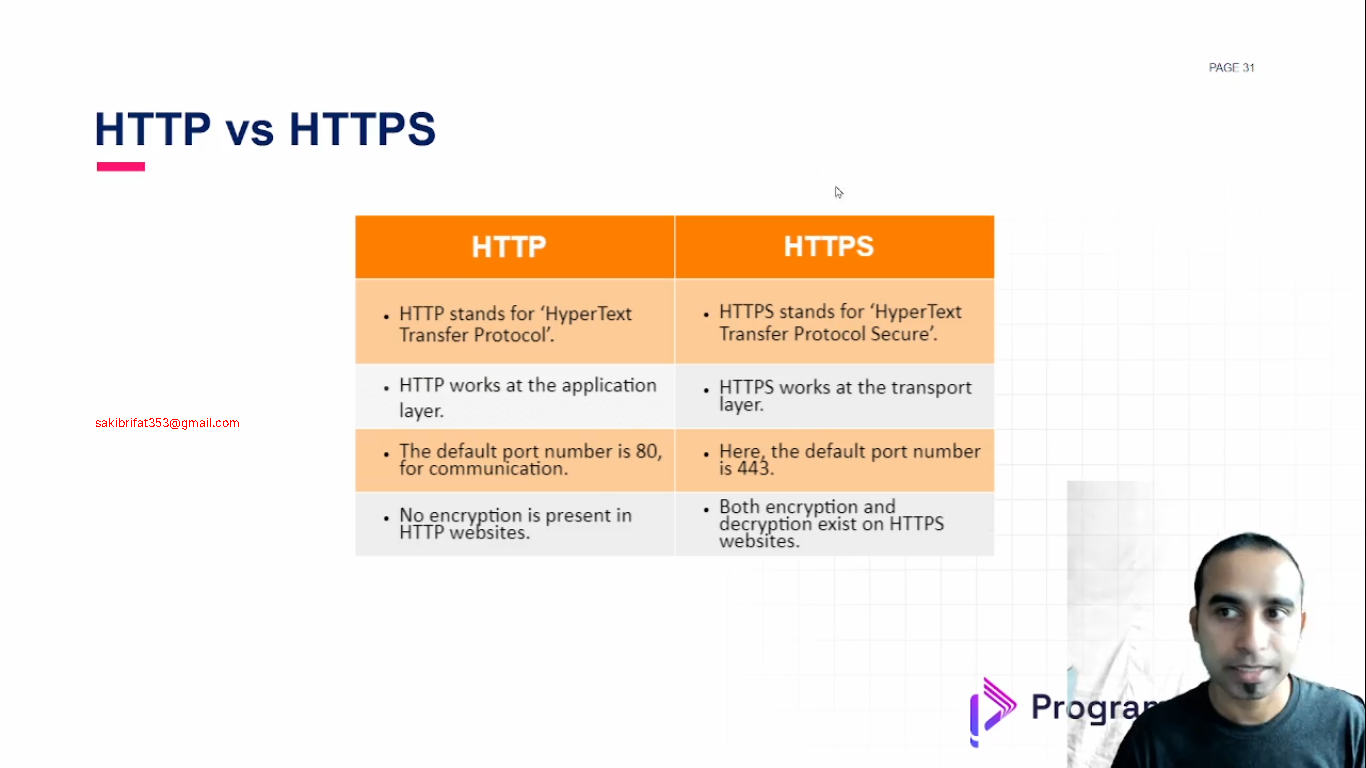 PAGE 31
HTTP vs HTTPS
HTTP
HTTPS
• HTTP stands for ‘HyperText
Transfer Protocol’.
• HTTPS stands for ‘HyperText
Transfer Protocol Secure’.
• HTTP works at the application
layer.
• HTTPS works at the transport
layer.
• The default port number is 80,
for communication.
• Here, the default port number
is 443.
• No encryption is present in
HTTP websites.
• Both encryption and
decryption exist on HTTPS
websites.
sakibrifat353@gmail.com